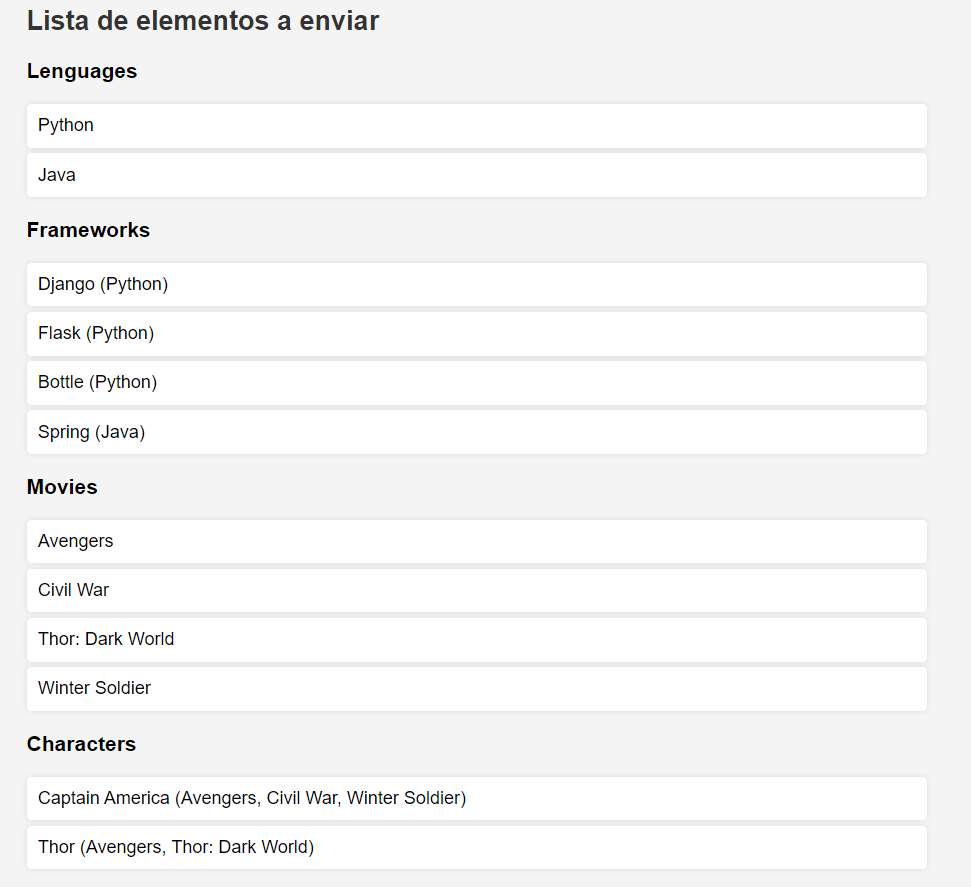 Lista de elementos a enviar
Lenguages
Python
Java
Frameworks
Django (Python)
Flask (Python)
Bottle (Python)
Spring (Java)
Movies
Avengers
Civil War
Thor: Dark World
Winter Soldier
Characters
Captain America (Avengers, Civil War, Winter Soldier)
Thor (Avengers, Thor: Dark World)